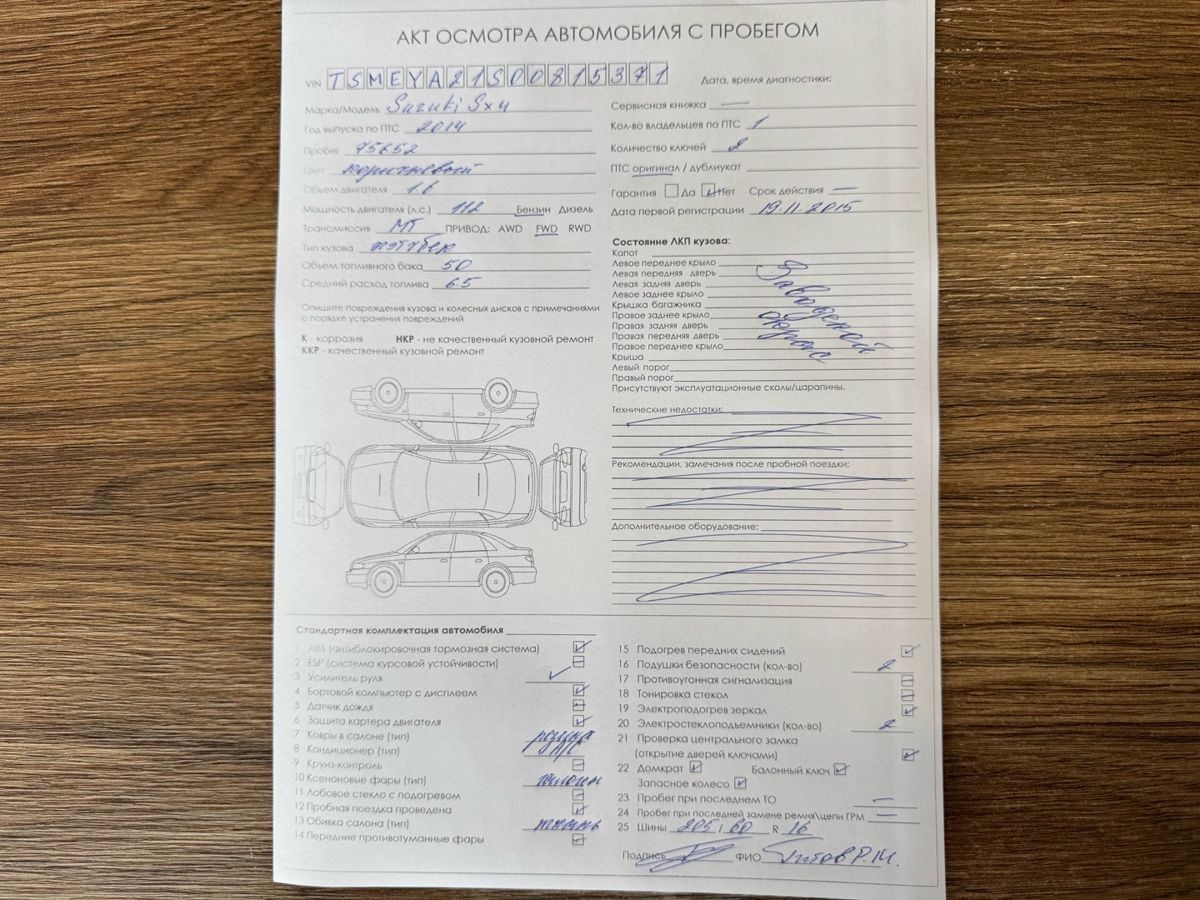 АКТ ОСМОТРА АВТОМОБИЛЯ С ПРОБЕГОМ
VIN TSMEYA21S00815371
Дата, время диагностики:
Марка/Модель Suzuki Sx4
Год выпуска по ПТС 2014
Пробег 75652
Цвет коричневый
Объем двигателя 1.6
Мощность двигателя (л.с.) 112 Бензин Дизель
Трансмиссия МТ ПРИВОД: AWD FWD RWD
Тип кузова хэтчбек
Объем топливного бака 50
Средний расход топлива 6.5
Опишите повреждения кузова и колесных дисков с примечаниями
о порядке устранения повреждений
К - коррозия НКР - не качественный кузовной ремонт
ККР - качественный кузовной ремонт
Сервисная книжка —
Кол-во владельцев по ПТС 1
Количество ключей 2
ПТС оригинал / дубликат
Гарантия Да Нет Срок действия —
Дата первой регистрации 19.11.2015
Состояние ЛКП кузова:
Капот
Левое переднее крыло
Левая передняя дверь
Левая задняя дверь
Левое заднее крыло
Крышка багажника
Правое заднее крыло
Правая задняя дверь
Правая передняя дверь
Правое переднее крыло
Крыша
Левый порог
Правый порог
Заводской
окрас
Присутствуют эксплуатационные сколы/царапины.
Технические недостатки:
Рекомендации, замечания после пробной поездки:
Дополнительное оборудование:
Стандартная комплектация автомобиля
1 ABS (антиблокировочная тормозная система)
2 ESP (система курсовой устойчивости)
3 Усилитель руля
4 Бортовой компьютер с дисплеем
5 Датчик дождя
6 Защита картера двигателя
7 Ковры в салоне (тип) резина
8 Кондиционер (тип) А/С
9 Круиз-контроль
10 Ксеноновые фары (тип)
11 Лобовое стекло с подогревом
12 Пробная поездка проведена
13 Обивка салона (тип) ткань
14 Передние противотуманные фары
15 Подогрев передних сидений
16 Подушки безопасности (кол-во) 2
17 Противоугонная сигнализация
18 Тонировка стекол
19 Электроподогрев зеркал
20 Электростеклоподъемники (кол-во) 2
21 Проверка центрального замка
(открытие дверей ключами)
22 Домкрат Балонный ключ
Запасное колесо
23 Пробег при последнем ТО —
24 Пробег при последней замене ремня\цепи ГРМ —
25 Шины 205 / 60 R 16
Подпись ФИО Титов Р.М.